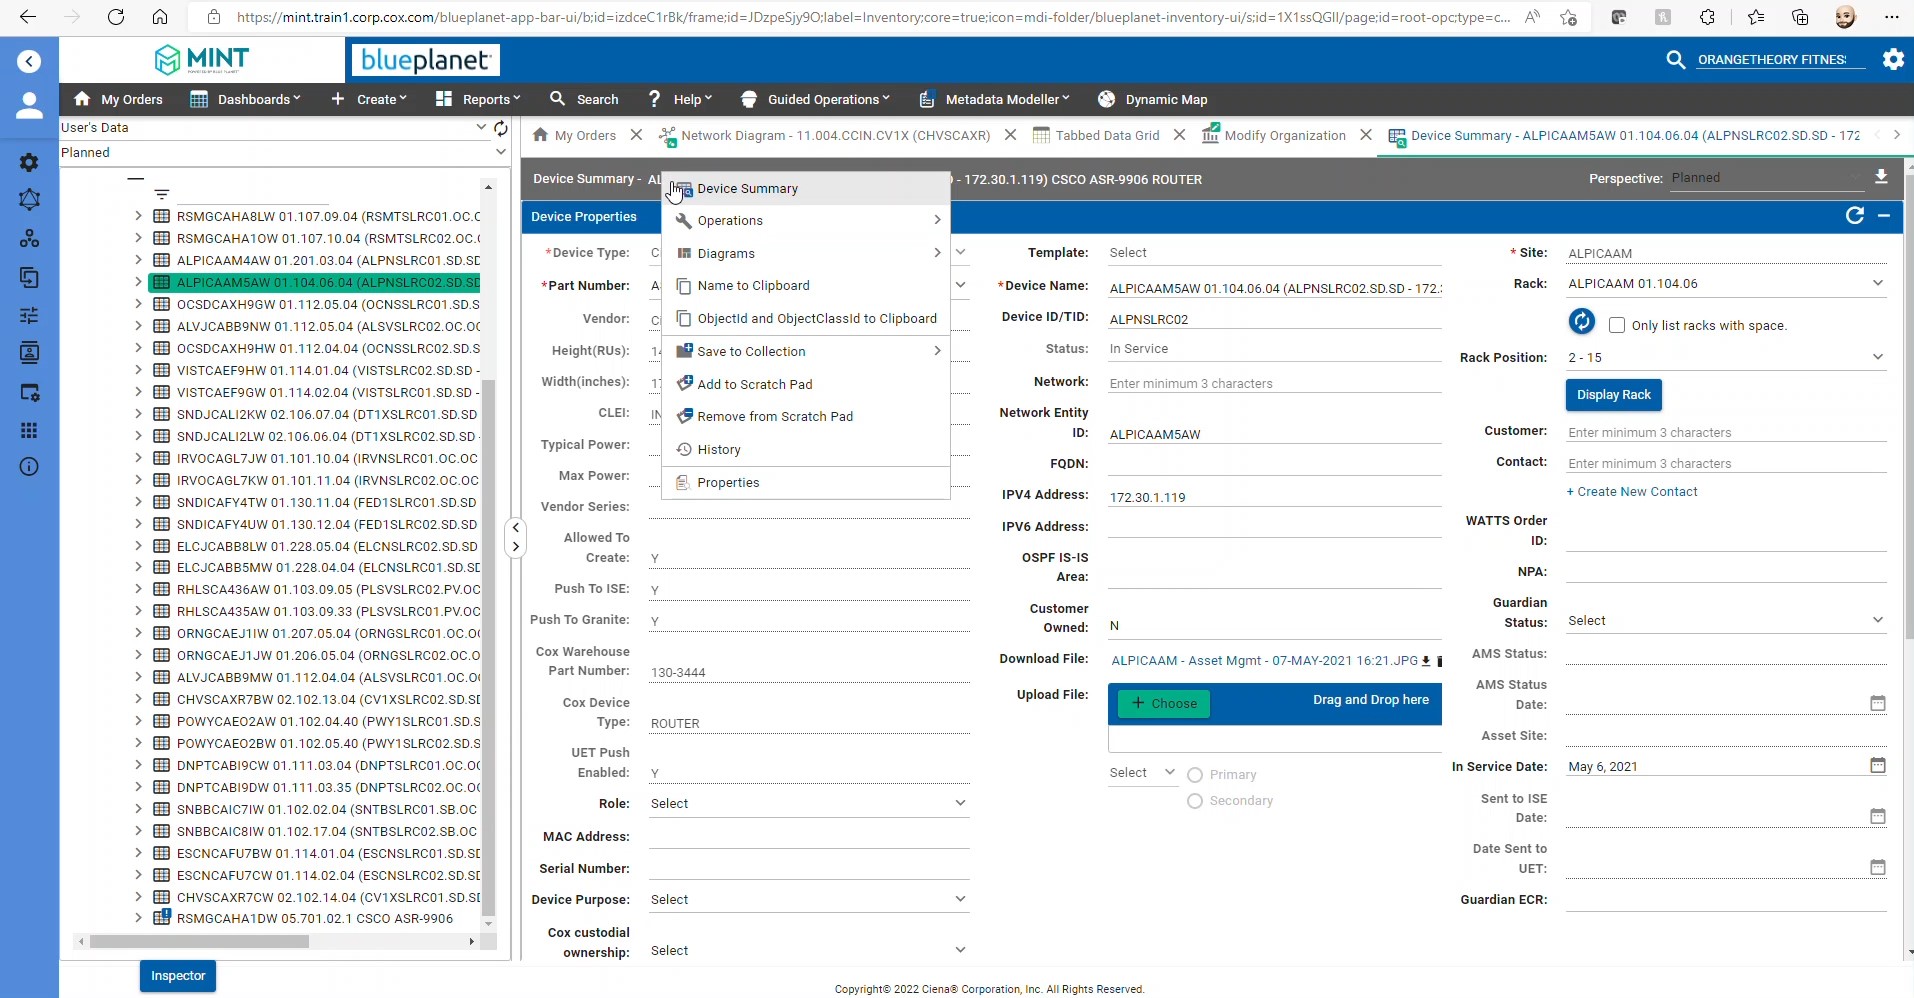 https://mint.train1.corp.cox.com/blueplanet-app-bar-ui/b;id=izdceC1rBk/frame;id=JDzpeSjy9O;label=Inventory;core=true;icon=mdi-folder/blueplanet-inventory-ui/s;id=1X1ssQGII/page;id=root-opc;type=c...
MINT
blueplanet
ORANGETHEORY FITNES
My Orders Dashboards Create Reports Search Help Guided Operations Metadata Modeller Dynamic Map
User's Data
Planned
My Orders Network Diagram - 11.004.CCIN.CV1X (CHVSCAXR) Tabbed Data Grid Modify Organization Device Summary - ALPICAAM5AW 01.104.06.04 (ALPNSLRC02.SD.SD - 172
Device Summary - AL - 172.30.1.119) CSCO ASR-9906 ROUTER Perspective: Planned
Device Properties
Device Summary
Operations
Diagrams
Name to Clipboard
ObjectId and ObjectClassId to Clipboard
Save to Collection
Add to Scratch Pad
Remove from Scratch Pad
History
Properties
RSMGCAHA8LW 01.107.09.04 (RSMTSLRC01.OC.C
RSMGCAHA1OW 01.107.10.04 (RSMTSLRC02.OC.(
ALPICAAM4AW 01.201.03.04 (ALPNSLRC01.SD.SD
ALPICAAM5AW 01.104.06.04 (ALPNSLRC02.SD.SD
OCSDCAXH9GW 01.112.05.04 (OCNSSLRC01.SD.S
ALVJCABB9NW 01.112.05.04 (ALSVSLRC02.OC.OC
OCSDCAXH9HW 01.112.04.04 (OCNSSLRC02.SD.S
VISTCAEF9HW 01.114.01.04 (VISTSLRC02.SD.SD -
VISTCAEF9GW 01.114.02.04 (VISTSLRC01.SD.SD -
SNDJCALI2KW 02.106.07.04 (DT1XSLRC01.SD.SD
SNDJCALI2LW 02.106.06.04 (DT1XSLRC02.SD.SD -
IRVOCAGL7JW 01.101.10.04 (IRVNSLRC01.OC.OC
IRVOCAGL7KW 01.101.11.04 (IRVNSLRC02.OC.OC
SNDICAFY4TW 01.130.11.04 (FED1SLRC01.SD.SD
SNDICAFY4UW 01.130.12.04 (FED1SLRC02.SD.SD
ELCJCABB8LW 01.228.05.04 (ELCNSLRC02.SD.SD
ELCJCABB5MW 01.228.04.04 (ELCNSLRC01.SD.SD
RHLSCA436AW 01.103.09.05 (PLSVSLRC02.PV.OC
RHLSCA435AW 01.103.09.33 (PLSVSLRC01.PV.OC
ORNGCAEJ1IW 01.207.05.04 (ORNGSLRC01.OC.OC
ORNGCAEJ1JW 01.206.05.04 (ORNGSLRC02.OC.O
ALVJCABB9MW 01.112.04.04 (ALSVSLRC01.OC.OC
CHVSCAXR7BW 02.102.13.04 (CV1XSLRC02.SD.SD
POWYCAEO2AW 01.102.04.40 (PWY1SLRC01.SD.S
POWYCAEO2BW 01.102.05.40 (PWY1SLRC02.SD.S
DNPTCABI9CW 01.111.03.04 (DNPTSLRC01.OC.OC
DNPTCABI9DW 01.111.03.35 (DNPTSLRC02.OC.OC
SNBBCAIC7IW 01.102.02.04 (SNTBSLRC01.SB.OC
SNBBCAIC8IW 01.102.17.04 (SNTBSLRC02.SB.OC
ESCNCAFU7BW 01.114.01.04 (ESCNSLRC01.SD.SD
ESCNCAFU7CW 01.114.02.04 (ESCNSLRC02.SD.SD
CHVSCAXR7CW 02.102.14.04 (CV1XSLRC01.SD.SD
RSMGCAHA1DW 05.701.02.1 CSCO ASR-9906
Inspector
*Device Type: C
*Part Number: A
Vendor: Ci
Height(RUs): 14
Width(inches): 17
CLEI: IN
Typical Power:
Max Power:
Vendor Series:
Allowed To
Create: Y
Push To ISE: Y
Push To Granite: Y
Cox Warehouse
Part Number: 130-3444
Cox Device
Type: ROUTER
UET Push
Enabled: Y
Role: Select
MAC Address:
Serial Number:
Device Purpose: Select
Cox custodial
ownership: Select
Template: Select
*Device Name: ALPICAAM5AW 01.104.06.04 (ALPNSLRC02.SD.SD - 172.:
Device ID/TID: ALPNSLRC02
Status: In Service
Network: Enter minimum 3 characters
Network Entity
ID: ALPICAAM5AW
FQDN:
IPV4 Address: 172.30.1.119
IPV6 Address:
OSPF IS-IS
Area:
Customer
Owned: N
Download File: ALPICAAM - Asset Mgmt - 07-MAY-2021 16:21.JPG
Upload File: + Choose Drag and Drop here
Select Primary
Secondary
* Site: ALPICAAM
Rack: ALPICAAM 01.104.06
Only list racks with space.
Rack Position: 2 - 15
Display Rack
Customer: Enter minimum 3 characters
Contact: Enter minimum 3 characters
+ Create New Contact
WATTS Order
ID:
NPA:
Guardian
Status: Select
AMS Status:
AMS Status
Date:
Asset Site:
In Service Date: May 6, 2021
Sent to ISE
Date:
Date Sent to
UET:
Guardian ECR:
Copyright© 2022 Ciena® Corporation, Inc. All Rights Reserved.